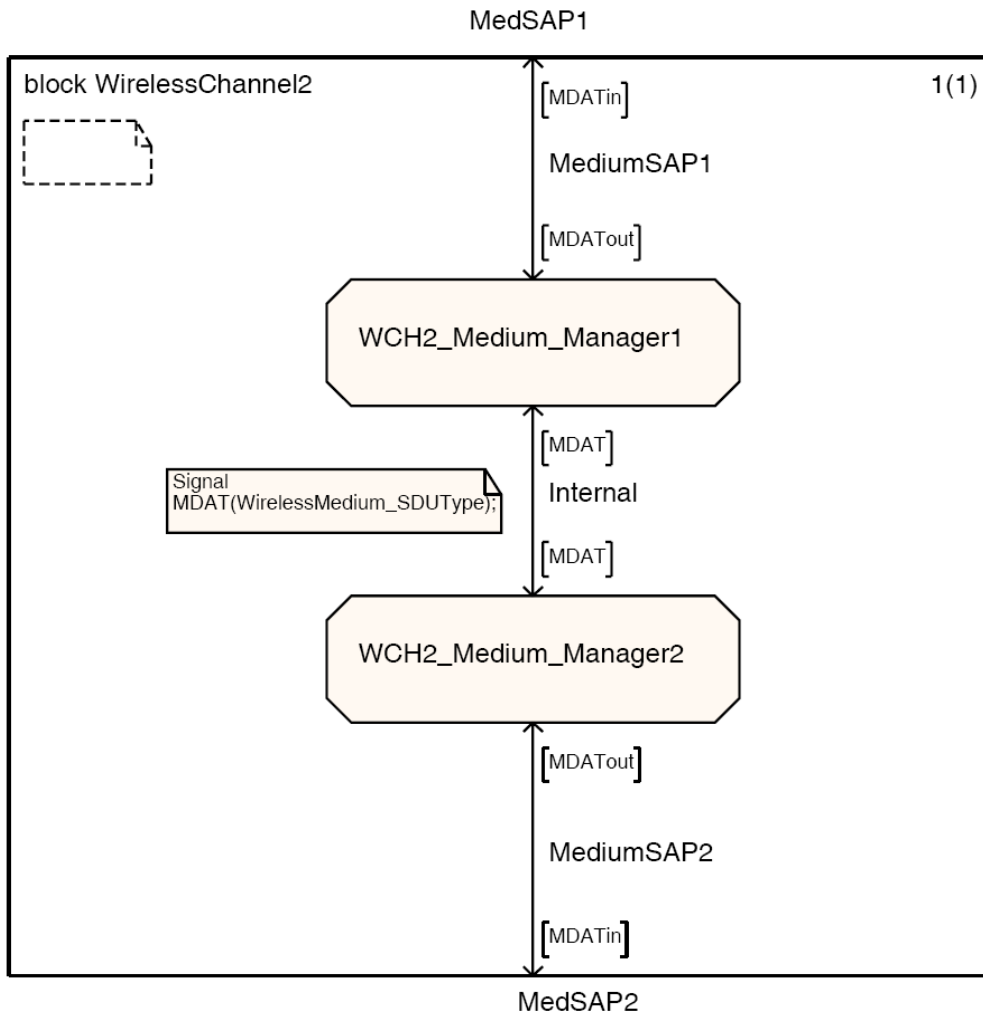 MedSAP1
block WirelessChannel2
1(1)
[MDATin]
MediumSAP1
[MDATout]
WCH2_Medium_Manager1
[MDAT]
Signal
MDAT(WirelessMedium_SDUType);
Internal
[MDAT]
WCH2_Medium_Manager2
[MDATout]
MediumSAP2
[MDATin]
MedSAP2